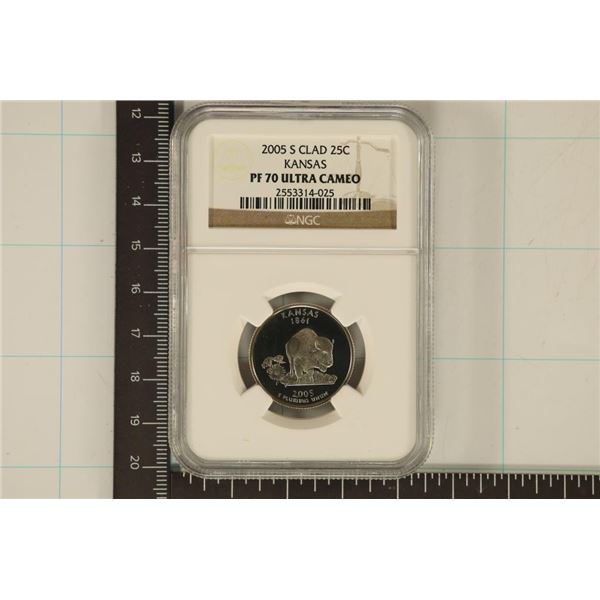 2005 S CLAD 25C
KANSAS
PF 70 ULTRA CAMEO
2553314-025
NGC
KANSAS
1861
2005
E PLURIBUS UNUM
12
13
14
15
16
17
18
19
20